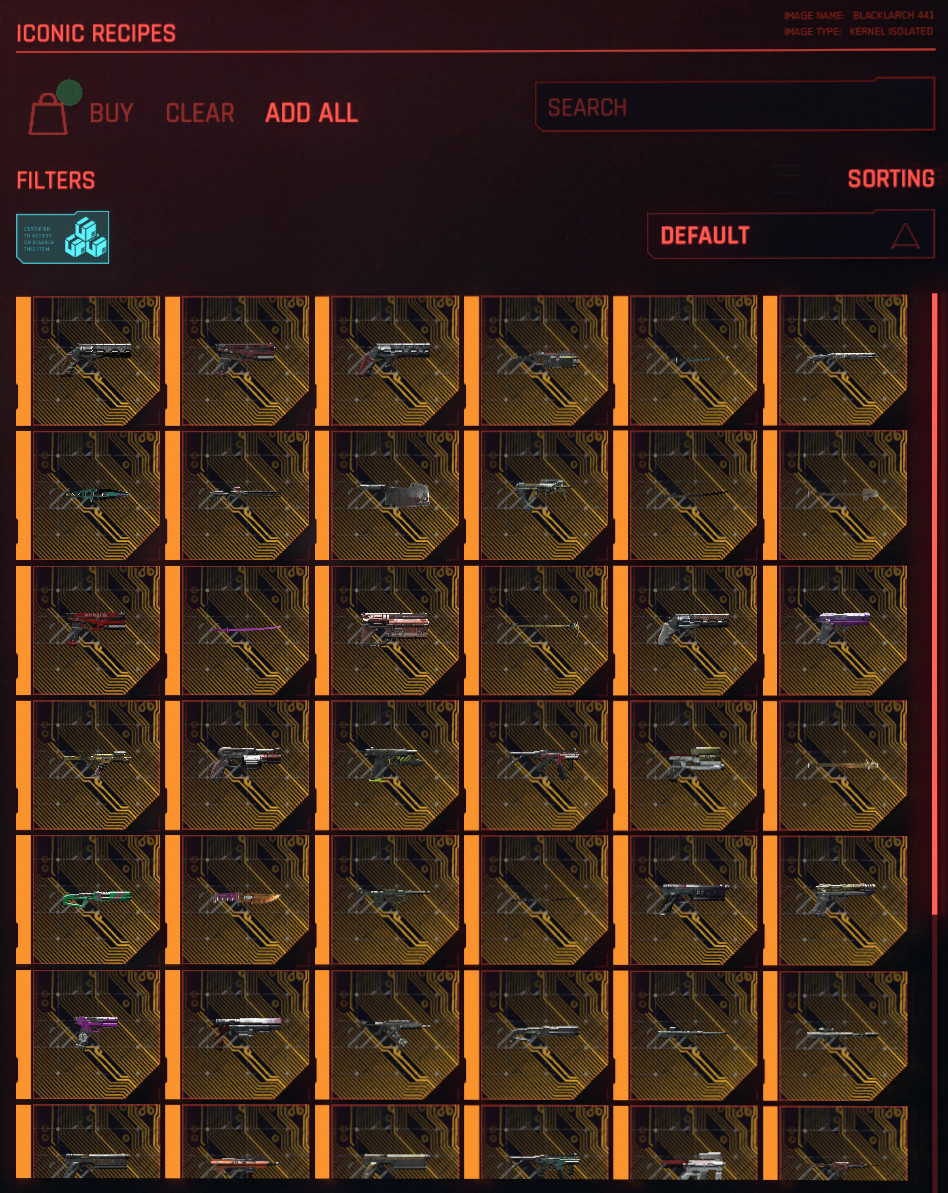 ICONIC RECIPES
IMAGE NAME: BLACKLARCH 441
IMAGE TYPE: KERNEL ISOLATED
BUY
CLEAR
ADD ALL
SEARCH
FILTERS
SORTING
CERTIFIED
TO ACCESS
OR DISABLE
THIS ITEM.
DEFAULT